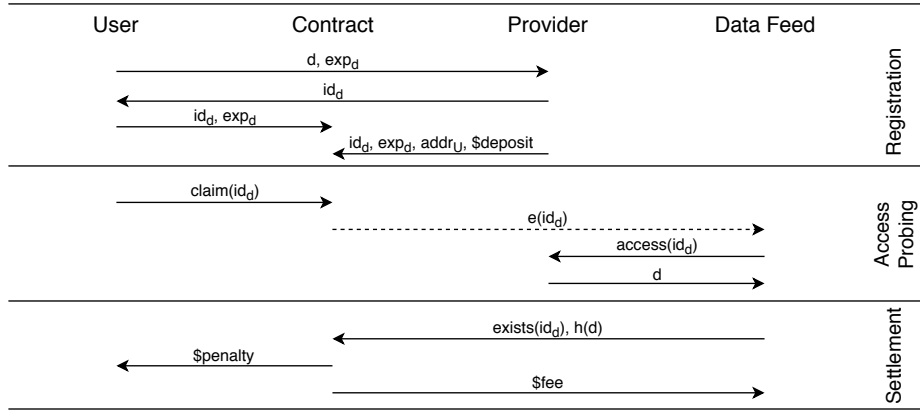 User Contract Provider Data Feed
d, exp_d
id_d
id_d, exp_d
id_d, exp_d, addr_U, $deposit
Registration
claim(id_d)
e(id_d)
access(id_d)
d
Access
Probing
exists(id_d), h(d)
$penalty
$fee
Settlement